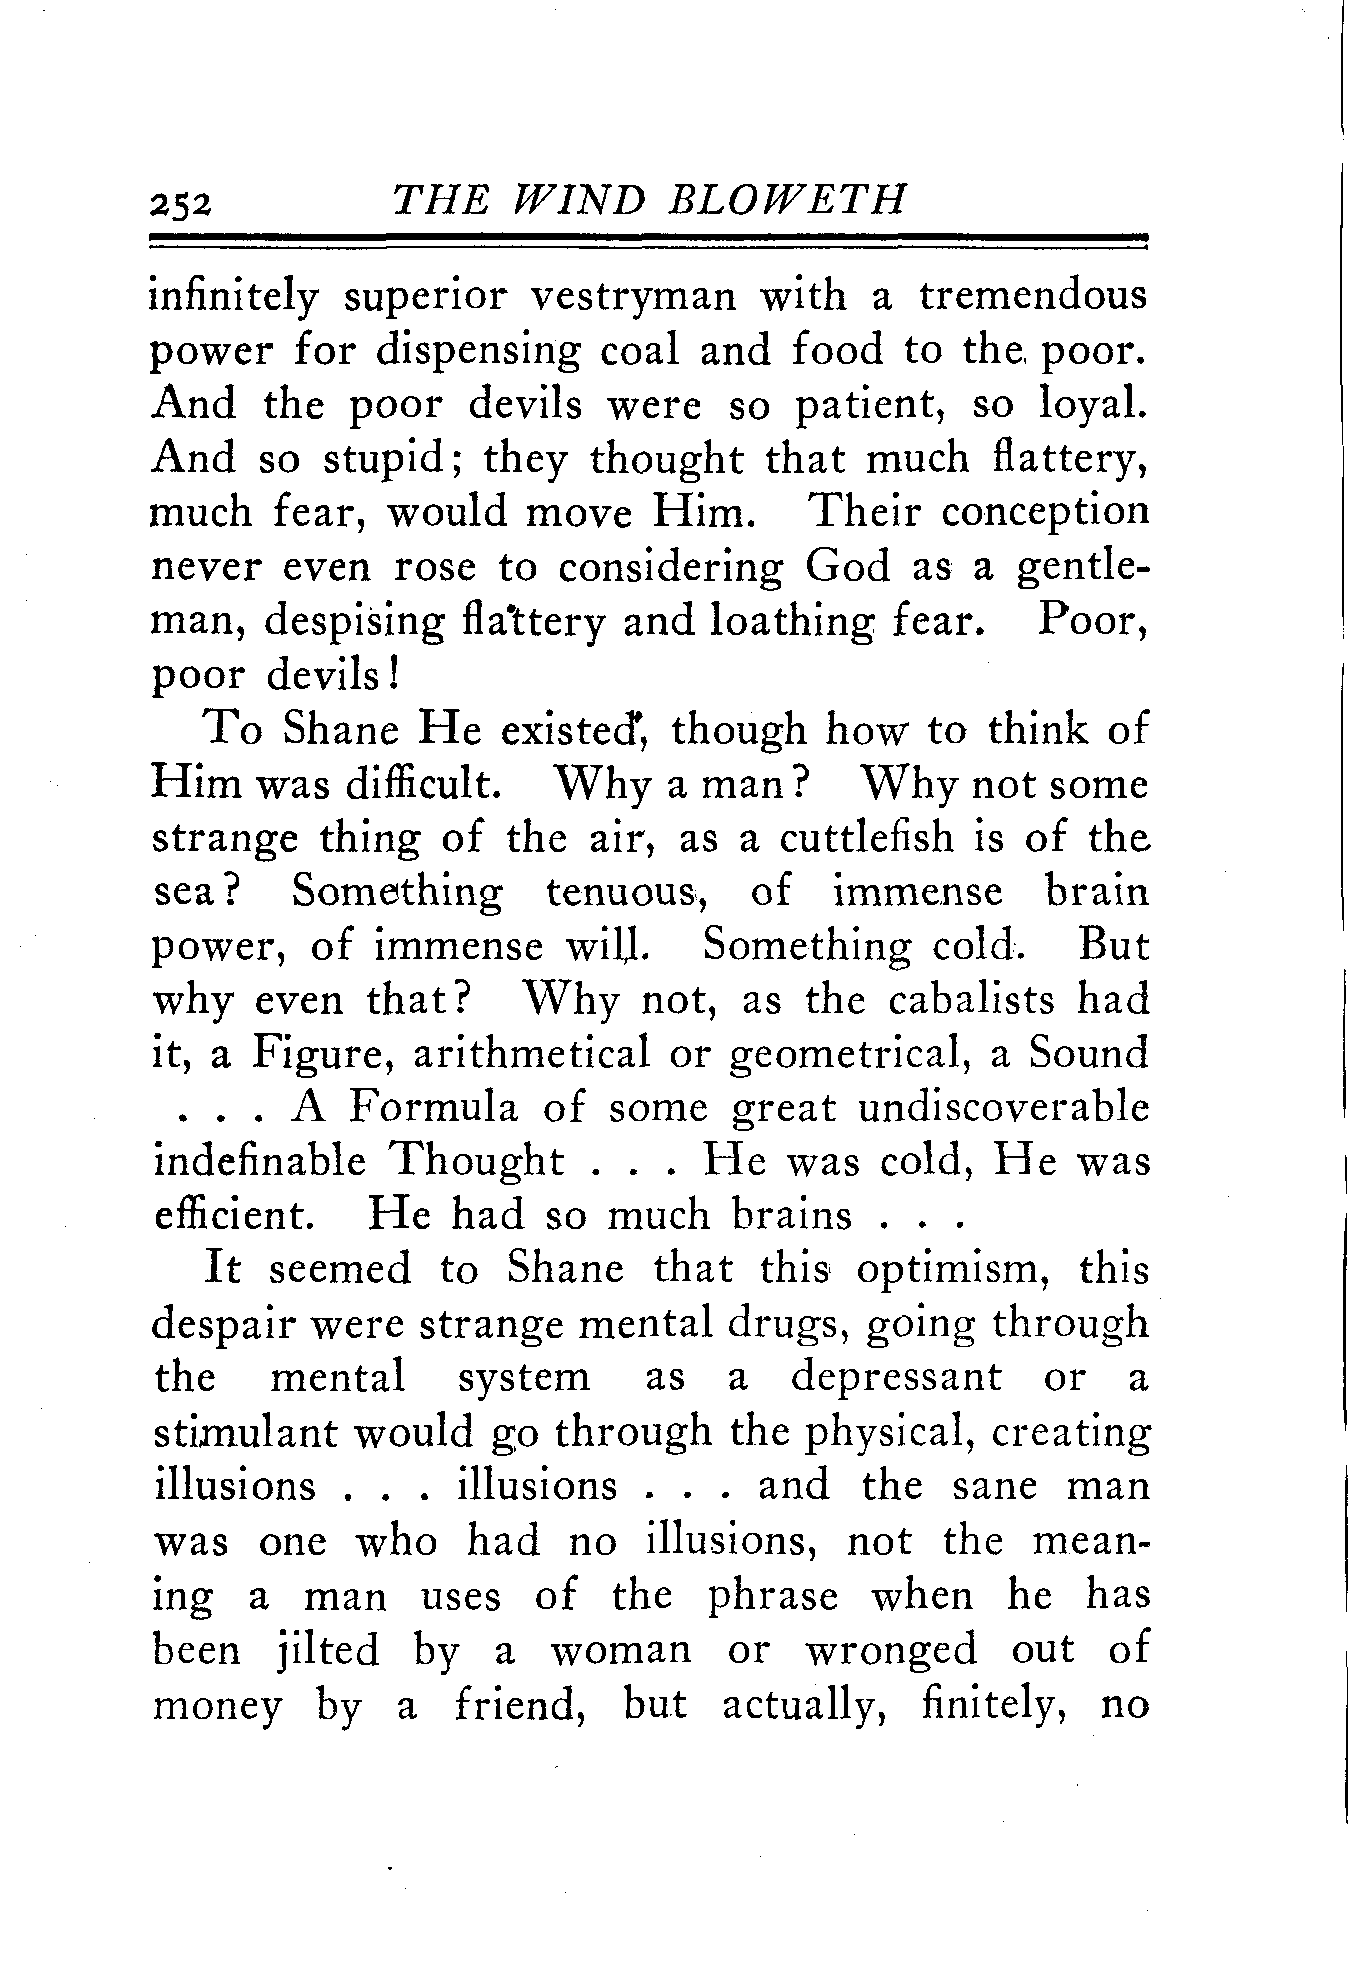 252 THE WIND BLOWETH
infinitely superior vestryman with a tremendous
power for dispensing coal and food to the poor.
And the poor devils were so patient, so loyal.
And so stupid; they thought that much flattery,
much fear, would move Him. Their conception
never even rose to considering God as a gentle-
man, despising flattery and loathing fear. Poor,
poor devils!
To Shane He existed, though how to think of
Him was difficult. Why a man? Why not some
strange thing of the air, as a cuttlefish is of the
sea? Something tenuous, of immense brain
power, of immense will. Something cold. But
why even that? Why not, as the cabalists had
it, a Figure, arithmetical or geometrical, a Sound
. . . A Formula of some great undiscoverable
indefinable Thought . . . He was cold, He was
efficient. He had so much brains . . .
It seemed to Shane that this optimism, this
despair were strange mental drugs, going through
the mental system as a depressant or a
stimulant would go through the physical, creating
illusions . . . illusions . . . and the sane man
was one who had no illusions, not the mean-
ing a man uses of the phrase when he has
been jilted by a woman or wronged out of
money by a friend, but actually, finitely, no